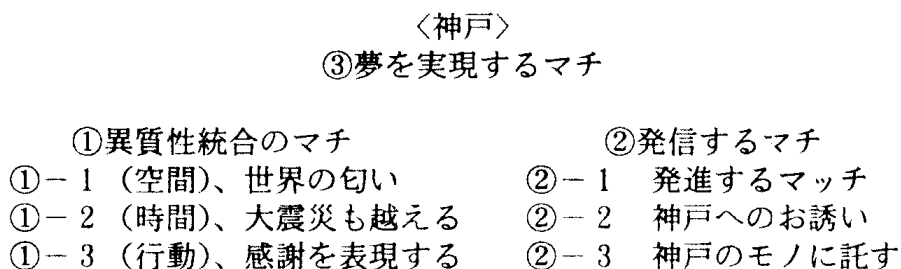 〈神戸〉
③夢を実現するマチ
①異質性統合のマチ
①－1 （空間）、世界の匂い
①－2 （時間）、大震災も越える
①－3 （行動）、感謝を表現する
②発信するマチ
②－1 発進するマッチ
②－2 神戸へのお誘い
②－3 神戸のモノに託す